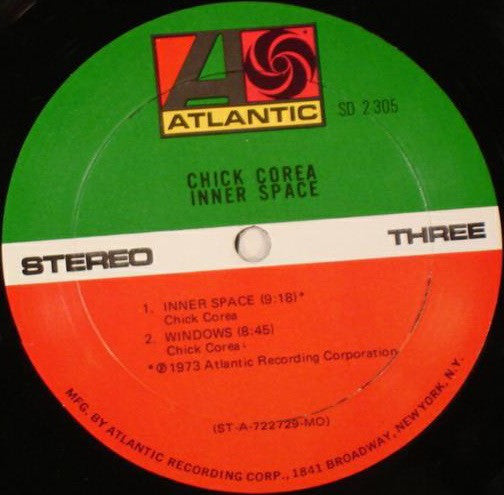 ATLANTIC
SD 2305
CHICK COREA
INNER SPACE
STEREO
THREE
1. INNER SPACE (9:18)*
Chick Corea
2. WINDOWS (8:45)
Chick Corea
*℗1973 Atlantic Recording Corporation
(ST-A-722729-MO)
MFG. BY ATLANTIC RECORDING CORP., 1841 BROADWAY, NEW YORK, N.Y.